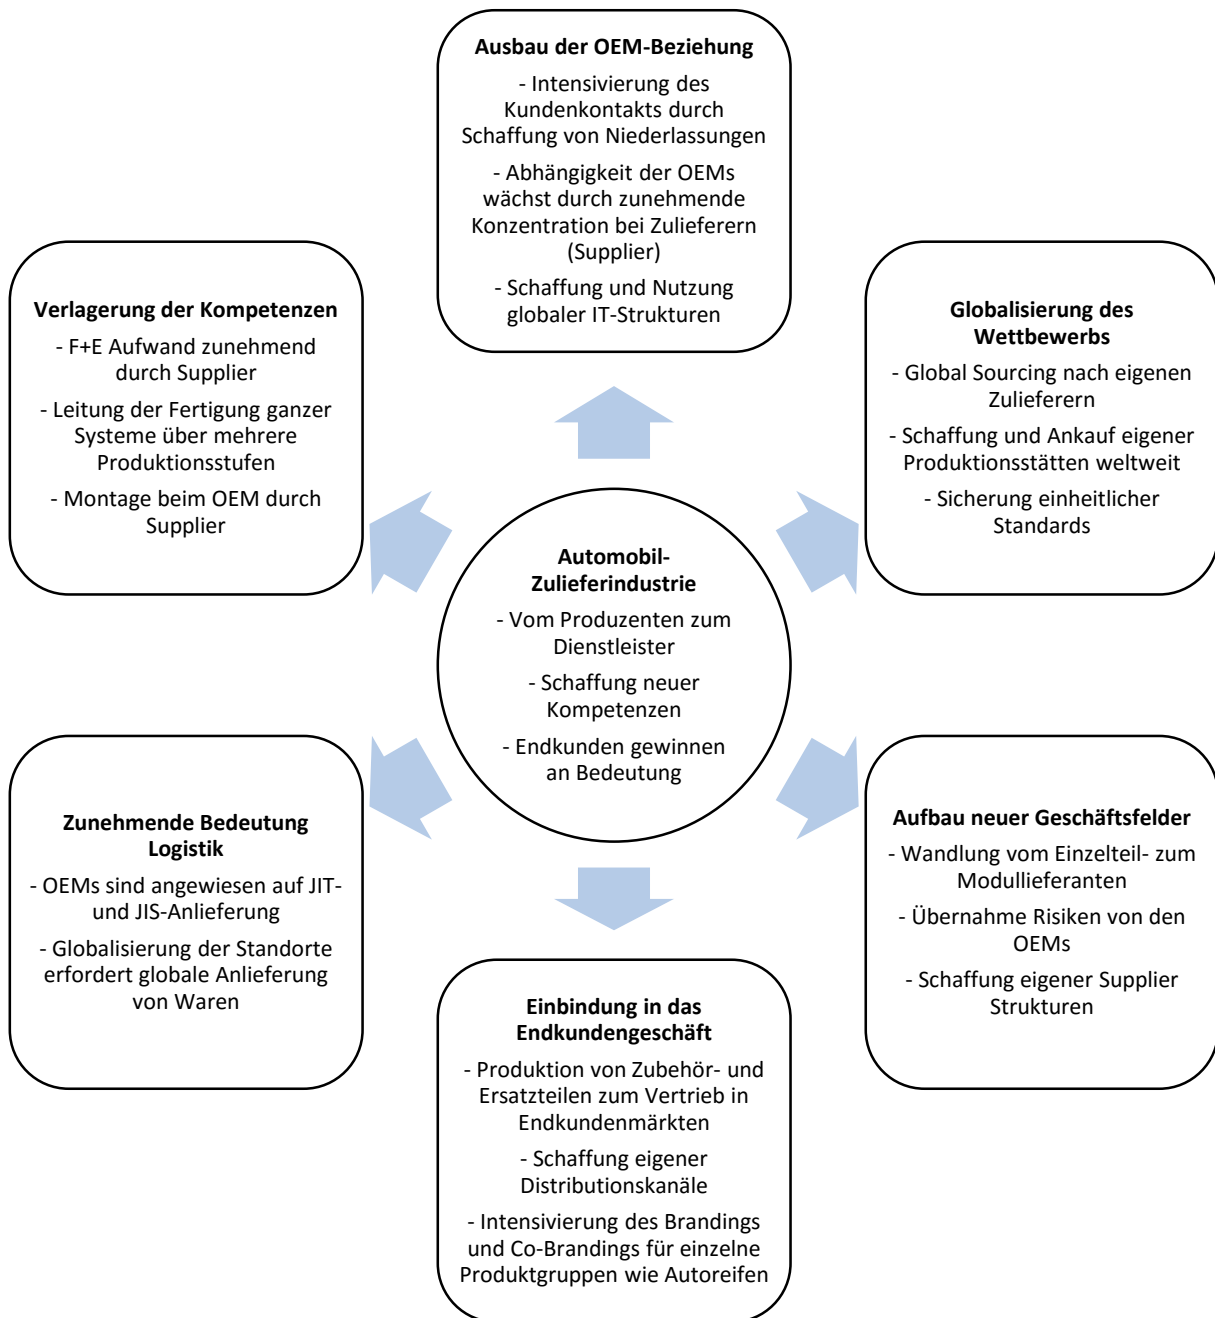 Ausbau der OEM-Beziehung
- Intensivierung des
Kundenkontakts durch
Schaffung von Niederlassungen
- Abhängigkeit der OEMs
wächst durch zunehmende
Konzentration bei Zulieferern
(Supplier)
- Schaffung und Nutzung
globaler IT-Strukturen
Verlagerung der Kompetenzen
- F+E Aufwand zunehmend
durch Supplier
- Leitung der Fertigung ganzer
Systeme über mehrere
Produktionsstufen
- Montage beim OEM durch
Supplier
Globalisierung des
Wettbewerbs
- Global Sourcing nach eigenen
Zulieferern
- Schaffung und Ankauf eigener
Produktionsstätten weltweit
- Sicherung einheitlicher
Standards
Automobil-
Zulieferindustrie
- Vom Produzenten zum
Dienstleister
- Schaffung neuer
Kompetenzen
- Endkunden gewinnen
an Bedeutung
Zunehmende Bedeutung
Logistik
- OEMs sind angewiesen auf JIT-
und JIS-Anlieferung
- Globalisierung der Standorte
erfordert globale Anlieferung
von Waren
Aufbau neuer Geschäftsfelder
- Wandlung vom Einzelteil- zum
Modullieferanten
- Übernahme Risiken von den
OEMs
- Schaffung eigener Supplier
Strukturen
Einbindung in das
Endkundengeschäft
- Produktion von Zubehör- und
Ersatzteilen zum Vertrieb in
Endkundenmärkten
- Schaffung eigener
Distributionskanäle
- Intensivierung des Brandings
und Co-Brandings für einzelne
Produktgruppen wie Autoreifen